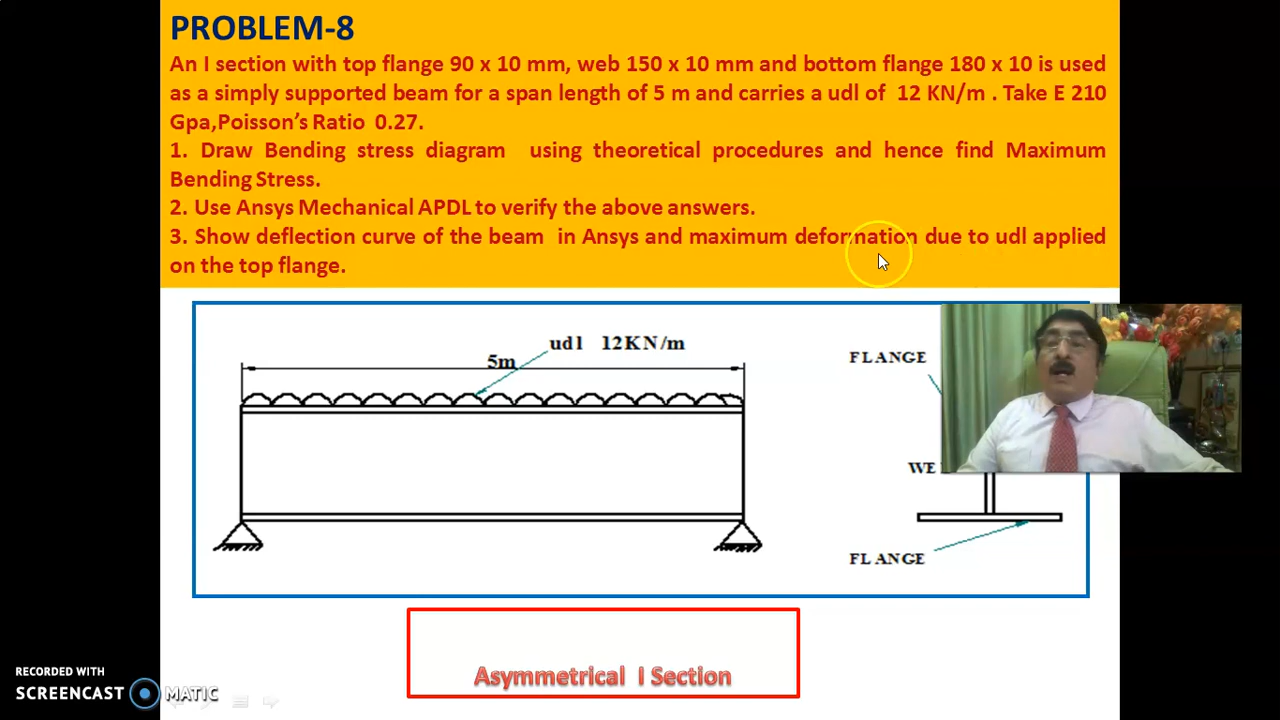 PROBLEM-8
An I section with top flange 90 x 10 mm, web 150 x 10 mm and bottom flange 180 x 10 is used
as a simply supported beam for a span length of 5 m and carries a udl of 12 KN/m . Take E 210
Gpa,Poisson's Ratio 0.27.
1. Draw Bending stress diagram using theoretical procedures and hence find Maximum
Bending Stress.
2. Use Ansys Mechanical APDL to verify the above answers.
3. Show deflection curve of the beam in Ansys and maximum deformation due to udl applied
on the top flange.
udl 12KN/m
5m
FLANGE
WE
FLANGE
Asymmetrical I Section
RECORDED WITH
SCREENCAST MATIC